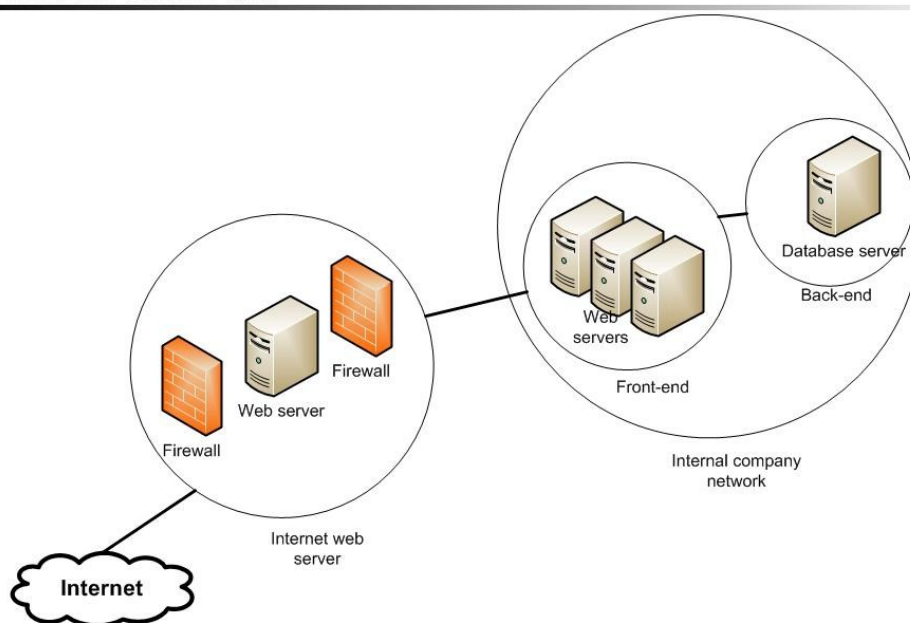 Database server
Back-end
Web
servers
Front-end
Internal company
network
Firewall
Web server
Firewall
Internet web
server
Internet